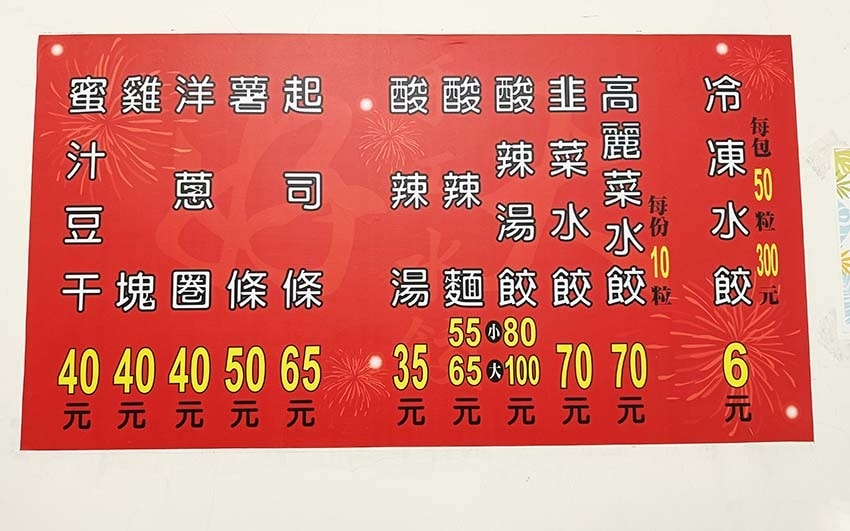 冷凍水餃
每包50粒300元
6元
高麗菜水餃
每份10粒
70元
韭菜水餃
70元
酸辣湯餃
小80
大100
元
酸辣麵
55小
65大
元
酸辣湯
35元
起司條
65元
薯條
50元
洋蔥圈
40元
雞塊
40元
蜜汁豆干
40元